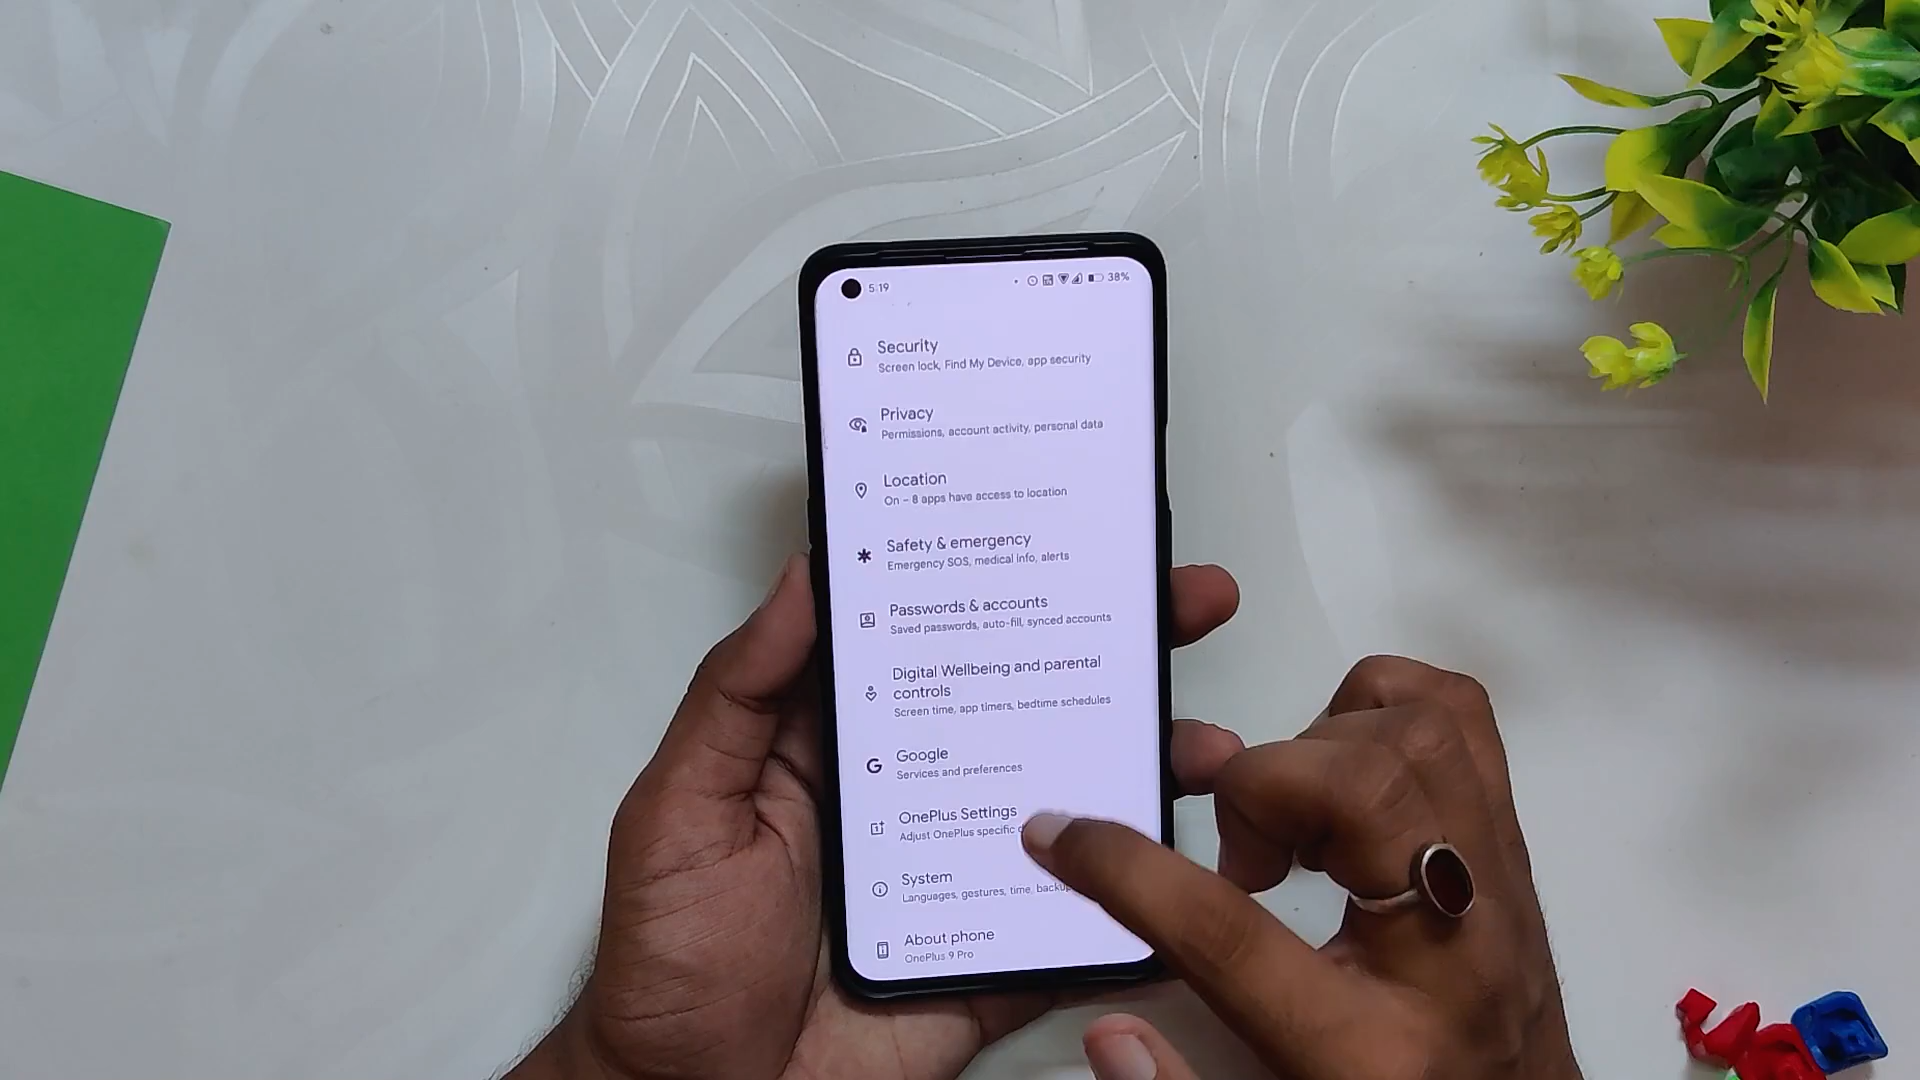 5:19
38%
Security
Screen lock, Find My Device, app security
Privacy
Permissions, account activity, personal data
Location
On – 8 apps have access to location
Safety & emergency
Emergency SOS, medical info, alerts
Passwords & accounts
Saved passwords, auto-fill, synced accounts
Digital Wellbeing and parental
controls
Screen time, app timers, bedtime schedules
Google
Services and preferences
OnePlus Settings
Adjust OnePlus specific
System
Languages, gestures, time, backup
About phone
OnePlus 9 Pro